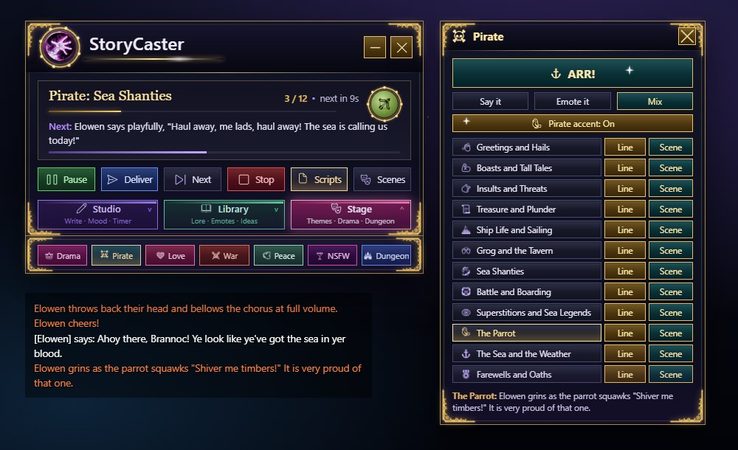 StoryCaster
Pirate: Sea Shanties
3 / 12 • next in 9s
Next: Elowen says playfully, "Haul away, me lads, haul away! The sea is calling us
today!"
Pause
Deliver
Next
Stop
Scripts
Scenes
Studio
Write · Mood · Timer
Library
Lore · Emotes · Ideas
Stage
Themes · Drama · Dungeon
Drama
Pirate
Love
War
Peace
NSFW
Dungeon
Elowen throws back their head and bellows the chorus at full volume.
Elowen cheers!
[Elowen] says: Ahoy there, Brannoc! Ye look like ye've got the sea in yer
blood.
Elowen grins as the parrot squawks "Shiver me timbers!" It is very proud of
that one.
Pirate
ARR!
Say it
Emote it
Mix
Pirate accent: On
Greetings and Hails Line Scene
Boasts and Tall Tales Line Scene
Insults and Threats Line Scene
Treasure and Plunder Line Scene
Ship Life and Sailing Line Scene
Grog and the Tavern Line Scene
Sea Shanties Line Scene
Battle and Boarding Line Scene
Superstitions and Sea Legends Line Scene
The Parrot Line Scene
The Sea and the Weather Line Scene
Farewells and Oaths Line Scene
The Parrot: Elowen grins as the parrot squawks "Shiver me
timbers!" It is very proud of that one.